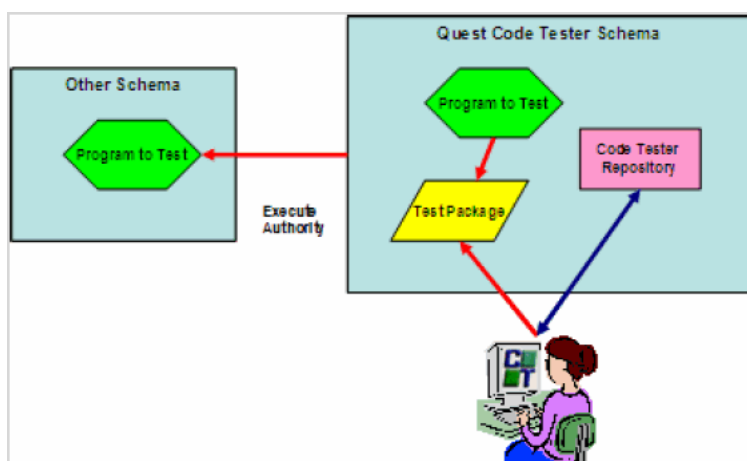 Quest Code Tester Schema
Other Schema
Program to Test
Program to Test
Code Tester
Repository
Test Package
Execute
Authority
C
T